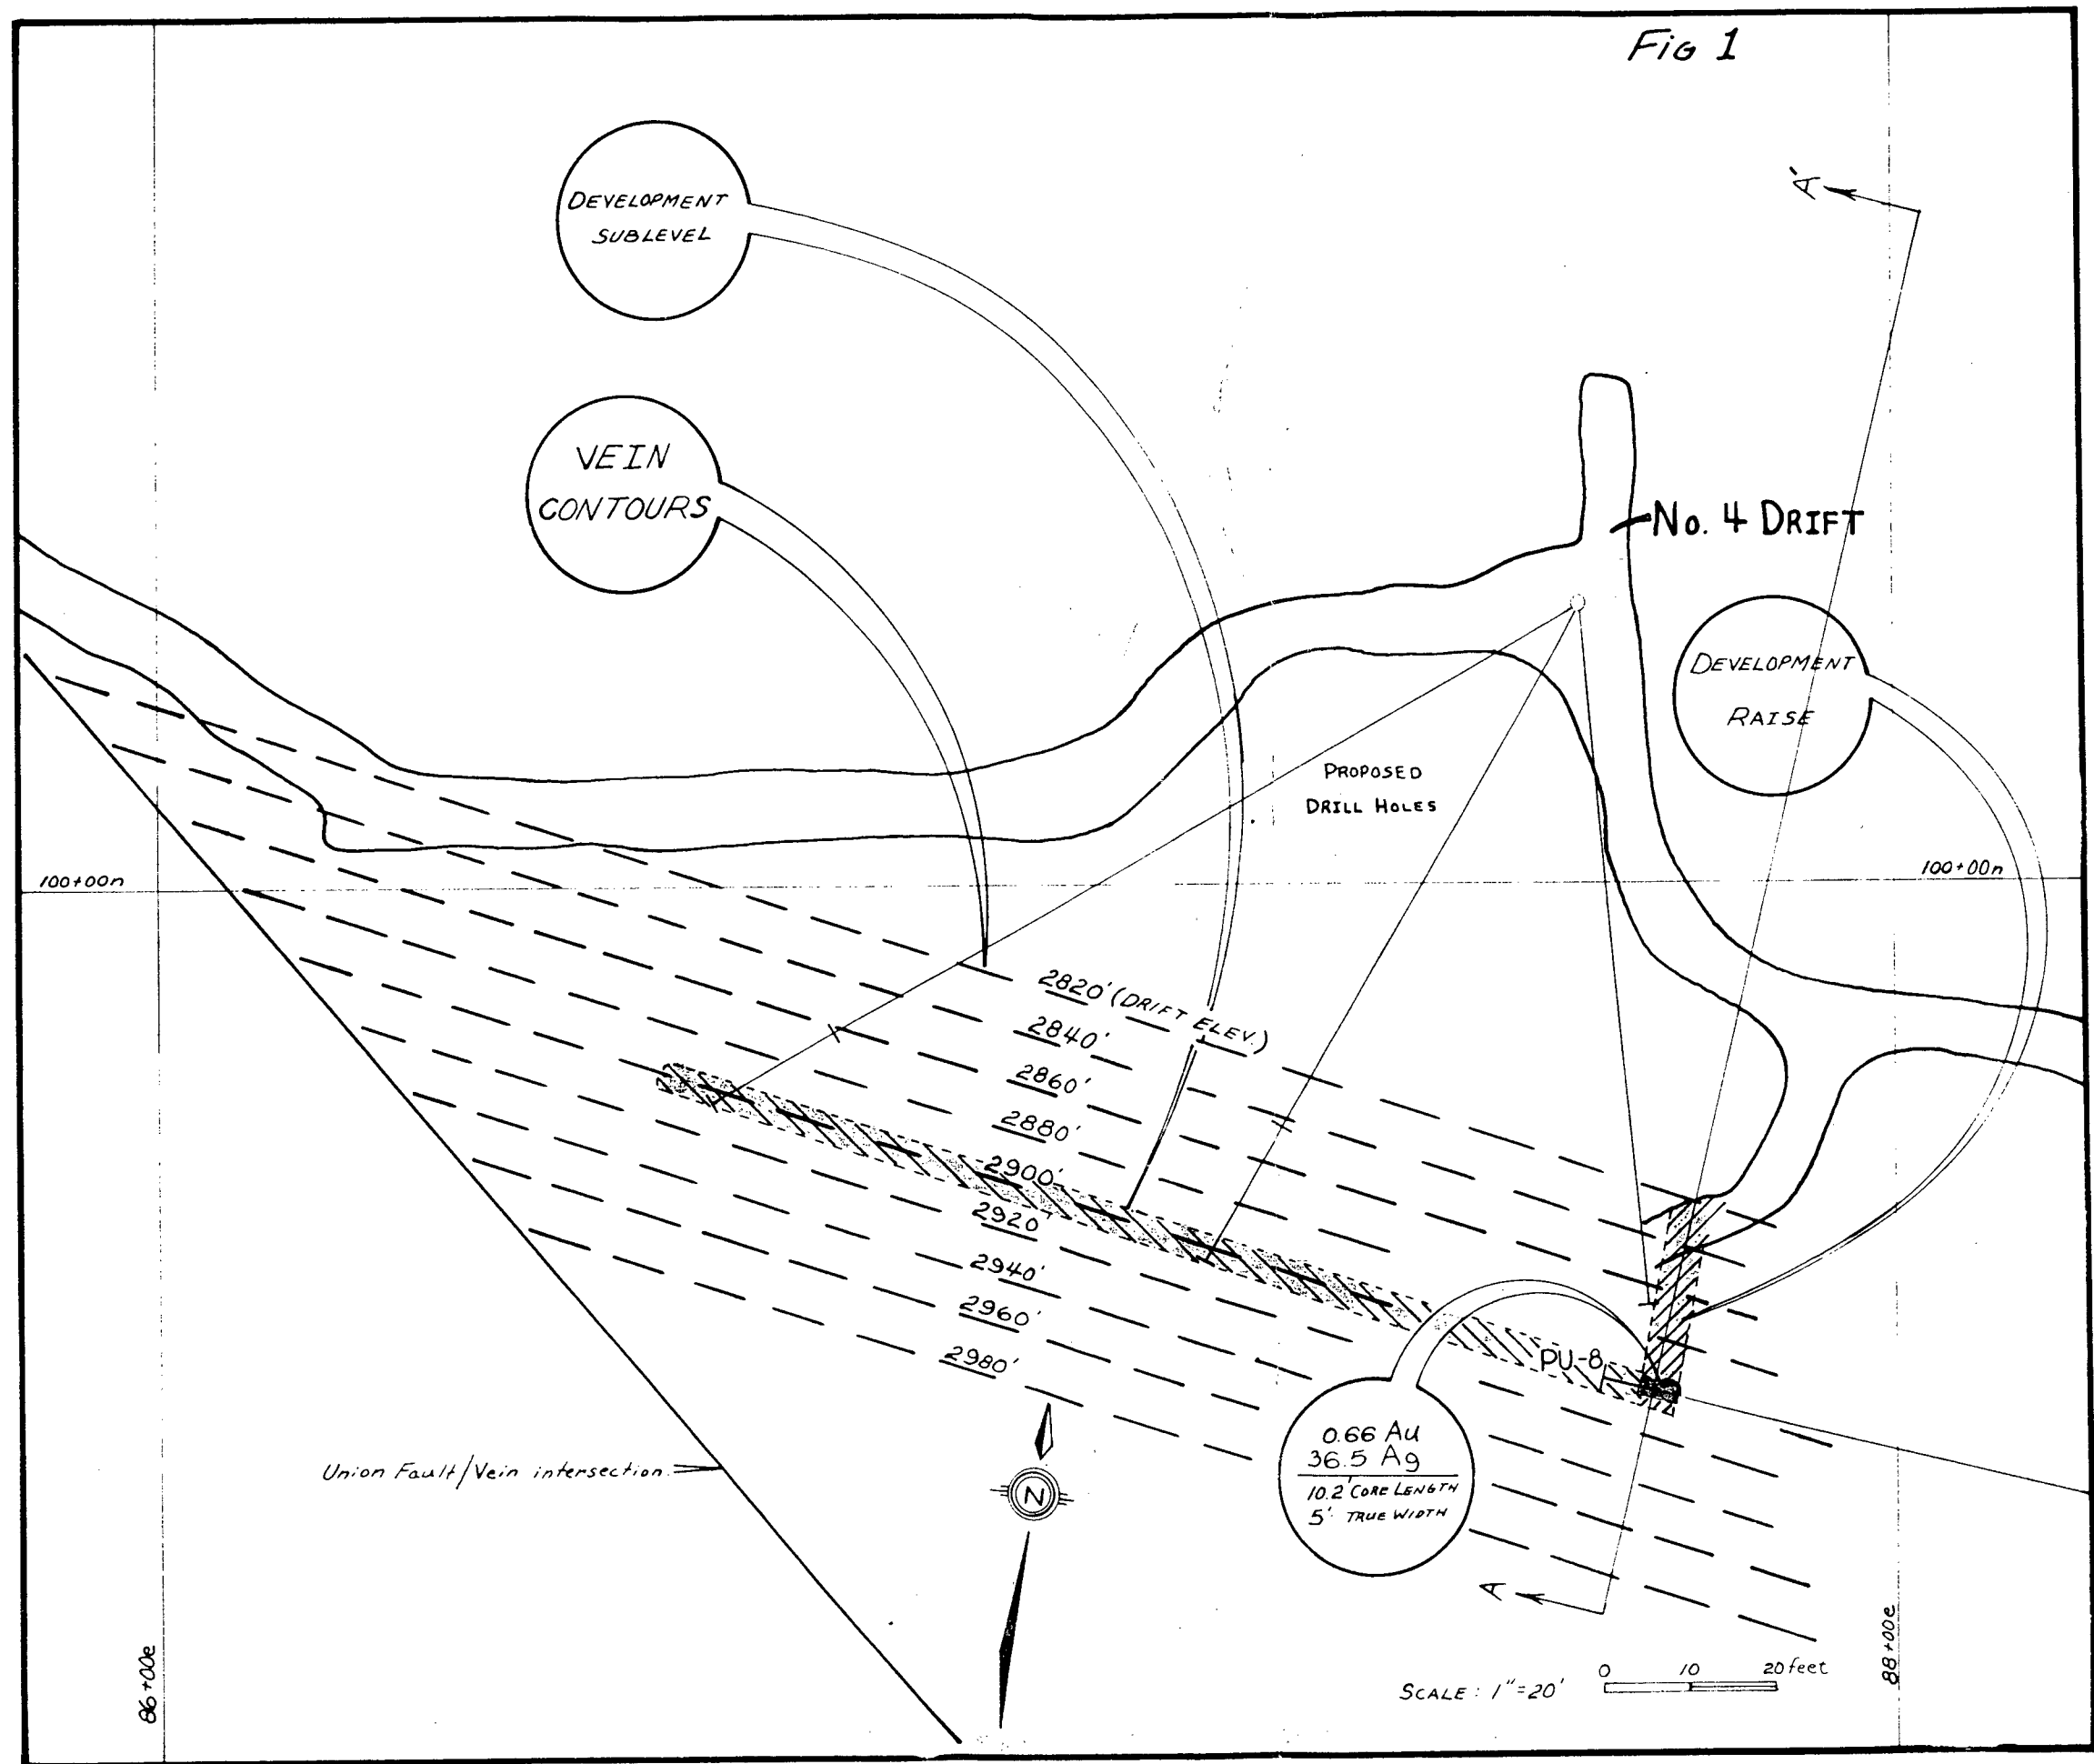 Fig 1
A'
DEVELOPMENT
SUBLEVEL
VEIN
CONTOURS
No. 4 DRIFT
DEVELOPMENT
RAISE
PROPOSED
DRILL HOLES
100+00n
100+00n
2820' (DRIFT ELEV.)
2840'
2860'
2880'
2900'
2920'
2940'
2960'
2980'
PU-8
0.66 Au
36.5 Ag
10.2' CORE LENGTH
5' TRUE WIDTH
Union Fault/Vein intersection
N
A
86+00e
88+00e
0 10 20 feet
SCALE: 1"=20'